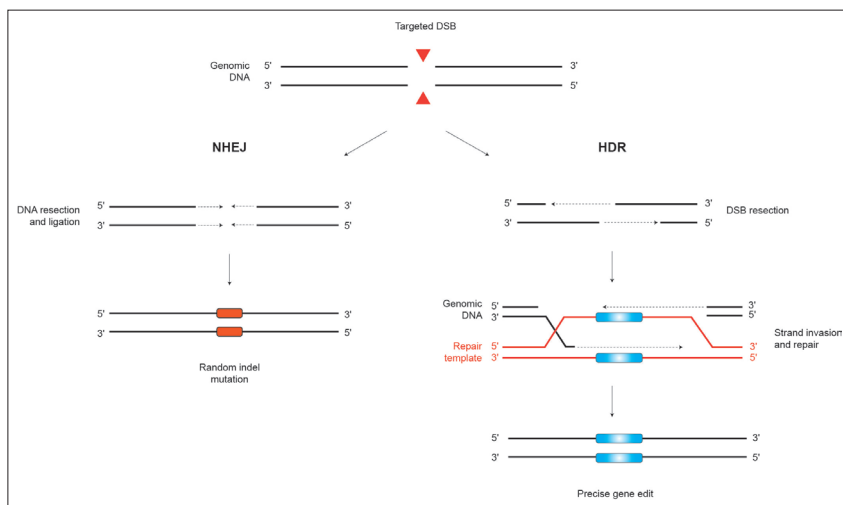 Targeted DSB
Genomic
DNA
5'
3'
3'
5'
NHEJ
HDR
DNA resection
and ligation
5'
3'
3'
5'
5'
3'
3'
5'
DSB resection
5'
3'
3'
5'
Random indel
mutation
Genomic
DNA
5'
3'
3'
5'
Repair
template
5'
3'
3'
5'
Strand invasion
and repair
5'
3'
3'
5'
Precise gene edit